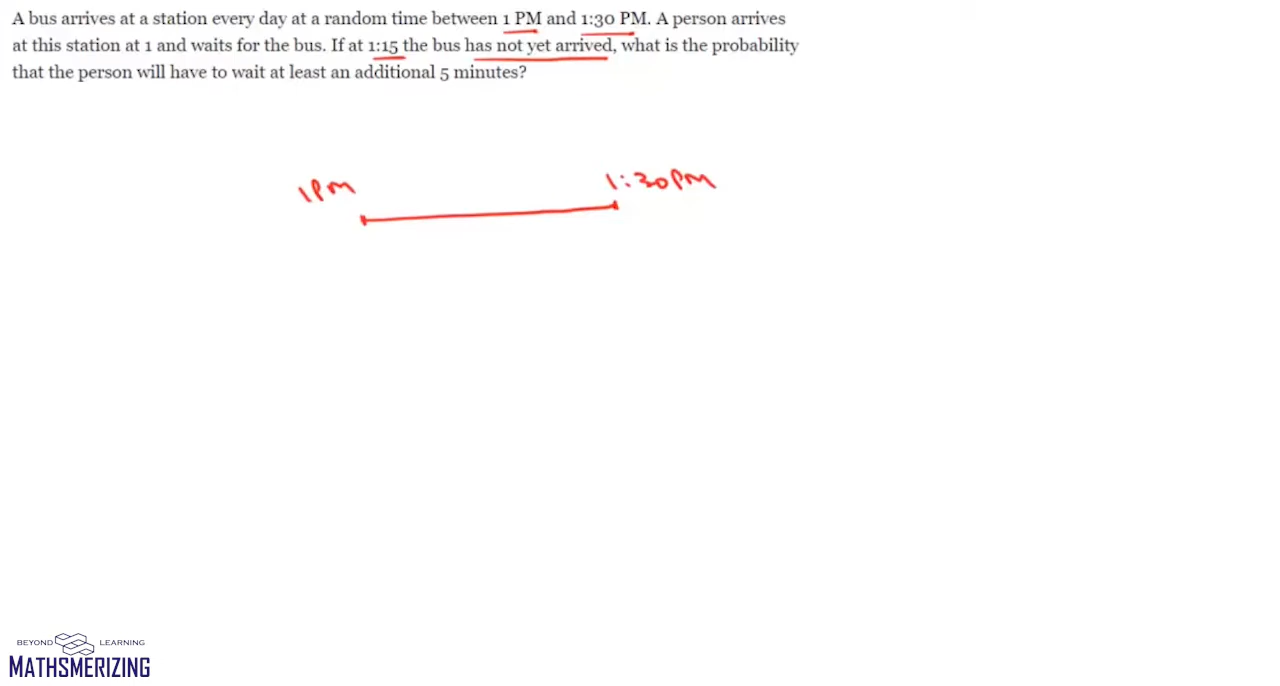 A bus arrives at a station every day at a random time between 1 PM and 1:30 PM. A person arrives
at this station at 1 and waits for the bus. If at 1:15 the bus has not yet arrived, what is the probability
that the person will have to wait at least an additional 5 minutes?
1PM 1:30PM
BEYOND LEARNING
MATHSMERIZING